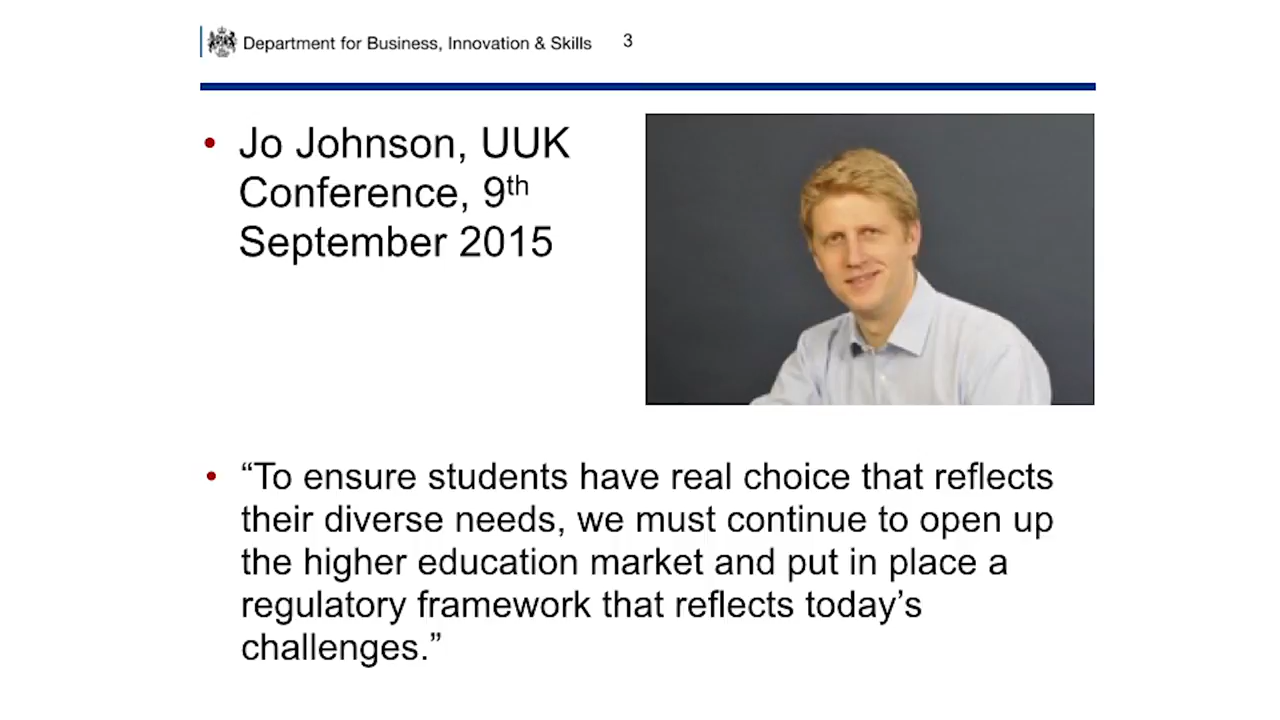 Department for Business, Innovation & Skills 3
• Jo Johnson, UUK
Conference, 9th
September 2015
• “To ensure students have real choice that reflects
their diverse needs, we must continue to open up
the higher education market and put in place a
regulatory framework that reflects today’s
challenges.”